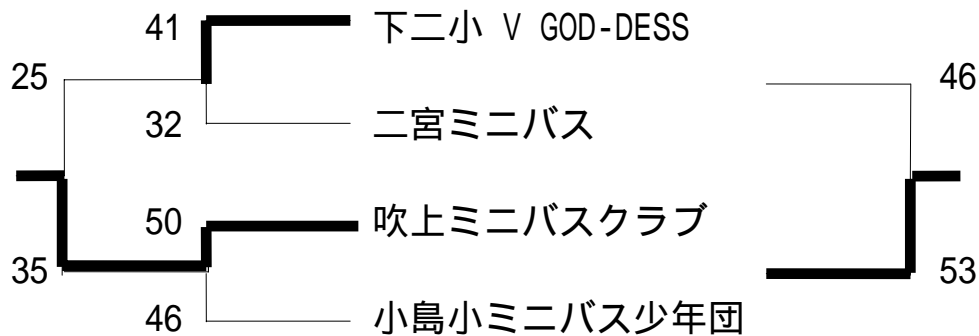 41 下二小 V GOD-DESS
25 46
32 二宮ミニバス
50 吹上ミニバスクラブ
35 53
46 小島小ミニバス少年団